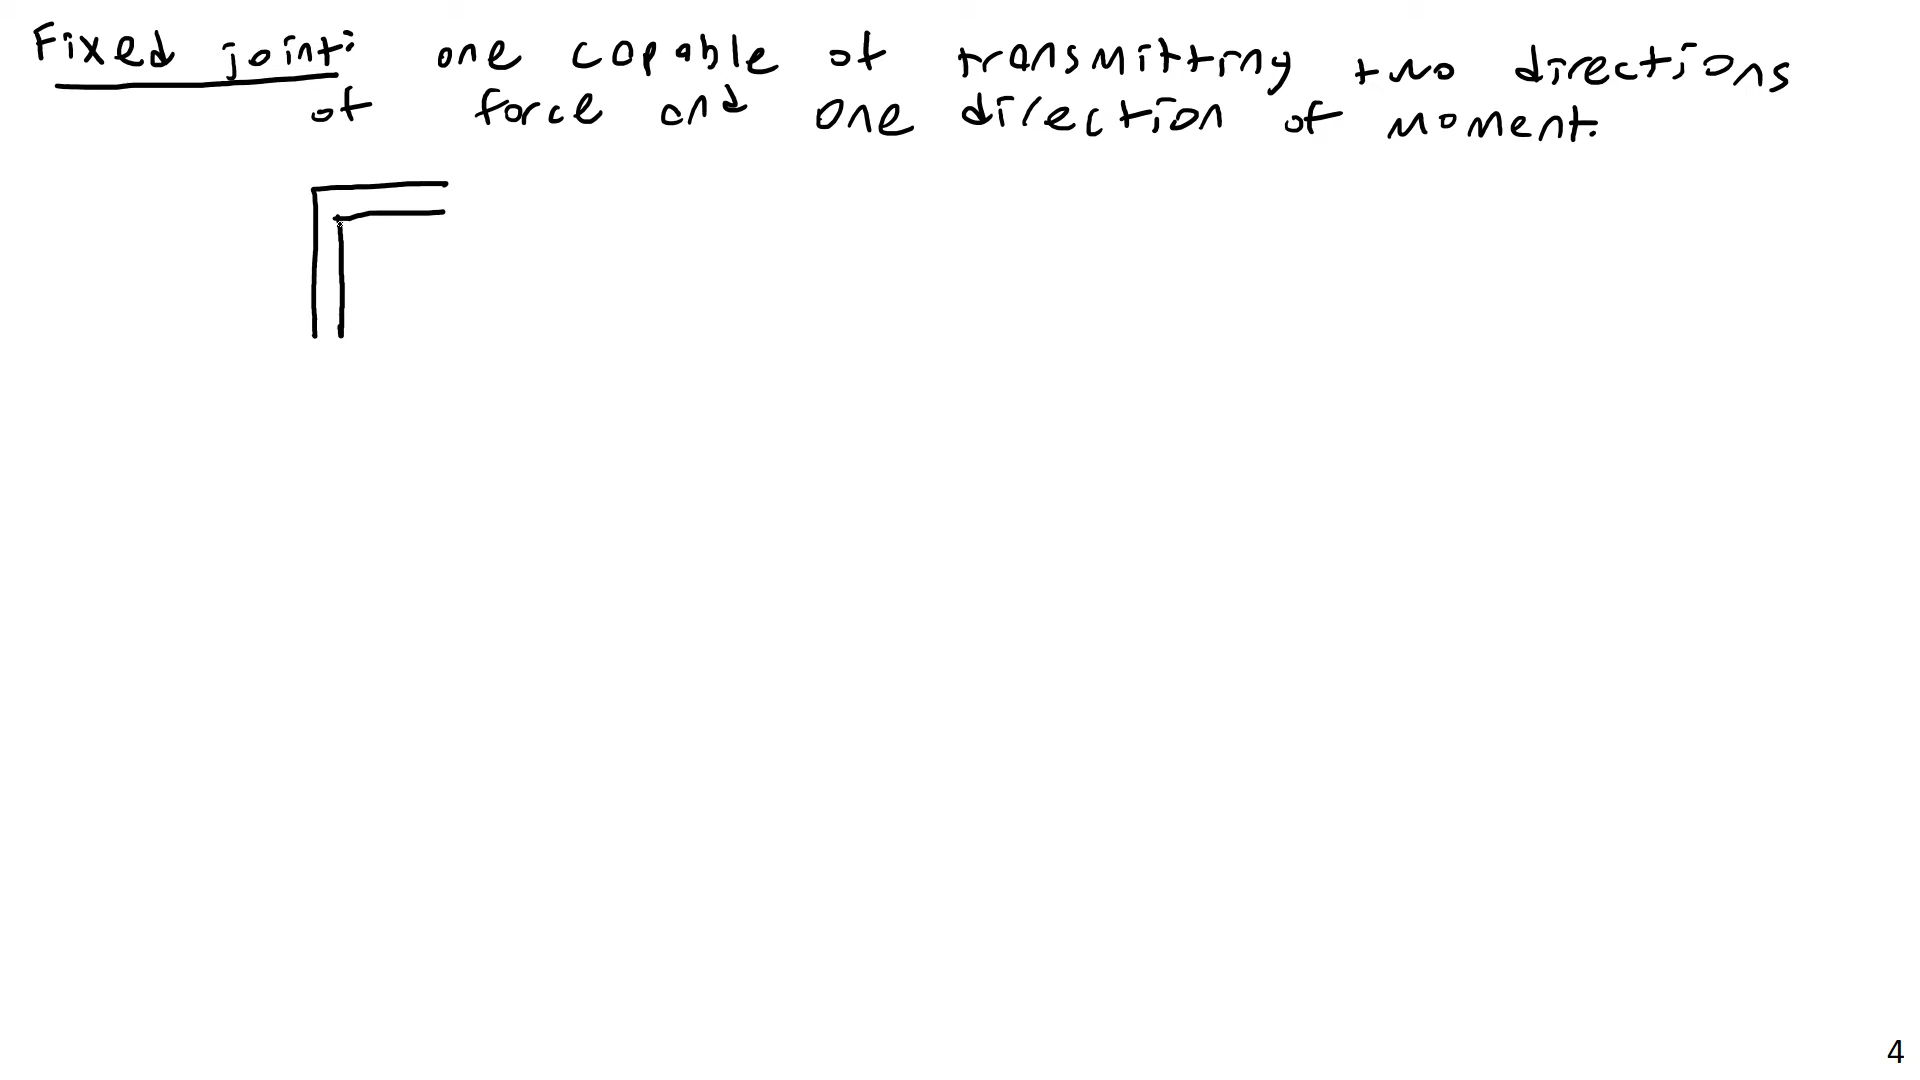 Fixed joint: one capable of transmitting two directions
of force and one direction of moment.
4